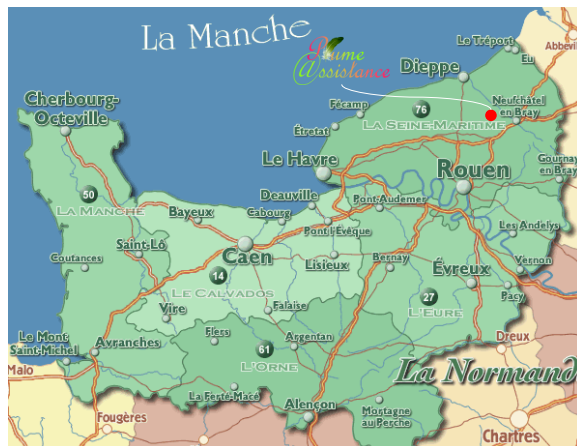 La Manche
Plume
Assistance
Le Tréport
Eu
Abbevil
Dieppe
Neufchâtel
en Bray
Fécamp
76
La Seine-Maritime
Étretat
Cherbourg-
Octeville
Le Havre
Rouen
Gournay
en Bray
50
La Manche
Deauville
Pont-Audemer
Bayeux
Cabourg
Pont l'Évêque
Les Andelys
Saint-Lô
Caen
Coutances
Lisieux
Bernay
Évreux
Vernon
14
Le Calvados
27
L'Eure
Pacy
Vire
Falaise
Le Mont
Saint-Michel
Avranches
Flers
61
L'Orne
Argentan
Dreux
Malo
La Normand
La Ferté-Macé
Alençon
Mostagne
au Perche
Fougères
Chartres